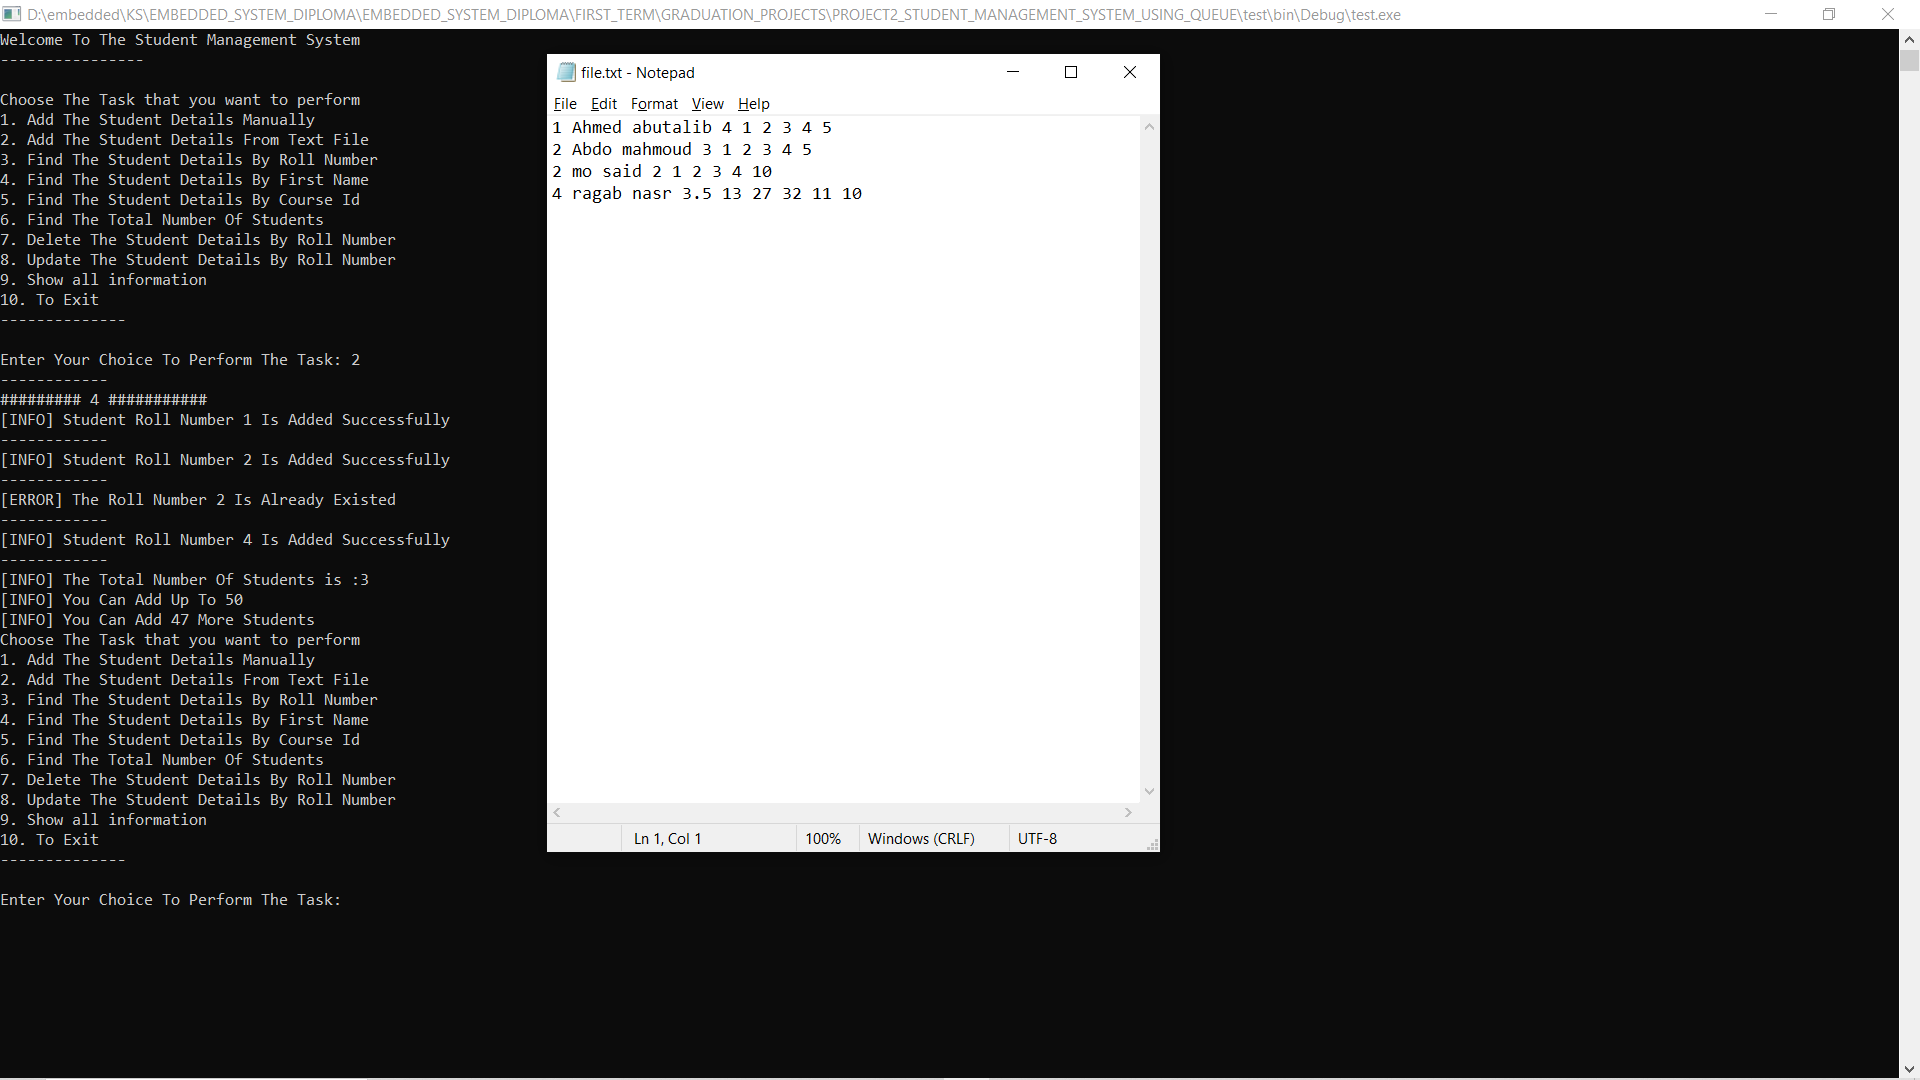 D:\embedded\KS\EMBEDDED_SYSTEM_DIPLOMA\EMBEDDED_SYSTEM_DIPLOMA\FIRST_TERM\GRADUATION_PROJECTS\PROJECT2_STUDENT_MANAGEMENT_SYSTEM_USING_QUEUE\test\bin\Debug\test.exe
Welcome To The Student Management System
----------------
Choose The Task that you want to perform
1. Add The Student Details Manually
2. Add The Student Details From Text File
3. Find The Student Details By Roll Number
4. Find The Student Details By First Name
5. Find The Student Details By Course Id
6. Find The Total Number Of Students
7. Delete The Student Details By Roll Number
8. Update The Student Details By Roll Number
9. Show all information
10. To Exit
--------------
Enter Your Choice To Perform The Task: 2
------------
######### 4 ###########
[INFO] Student Roll Number 1 Is Added Successfully
------------
[INFO] Student Roll Number 2 Is Added Successfully
------------
[ERROR] The Roll Number 2 Is Already Existed
------------
[INFO] Student Roll Number 4 Is Added Successfully
------------
[INFO] The Total Number Of Students is :3
[INFO] You Can Add Up To 50
[INFO] You Can Add 47 More Students
Choose The Task that you want to perform
1. Add The Student Details Manually
2. Add The Student Details From Text File
3. Find The Student Details By Roll Number
4. Find The Student Details By First Name
5. Find The Student Details By Course Id
6. Find The Total Number Of Students
7. Delete The Student Details By Roll Number
8. Update The Student Details By Roll Number
9. Show all information
10. To Exit
--------------
Enter Your Choice To Perform The Task:
file.txt - Notepad
File Edit Format View Help
1 Ahmed abutalib 4 1 2 3 4 5
2 Abdo mahmoud 3 1 2 3 4 5
2 mo said 2 1 2 3 4 10
4 ragab nasr 3.5 13 27 32 11 10
Ln 1, Col 1 100% Windows (CRLF) UTF-8